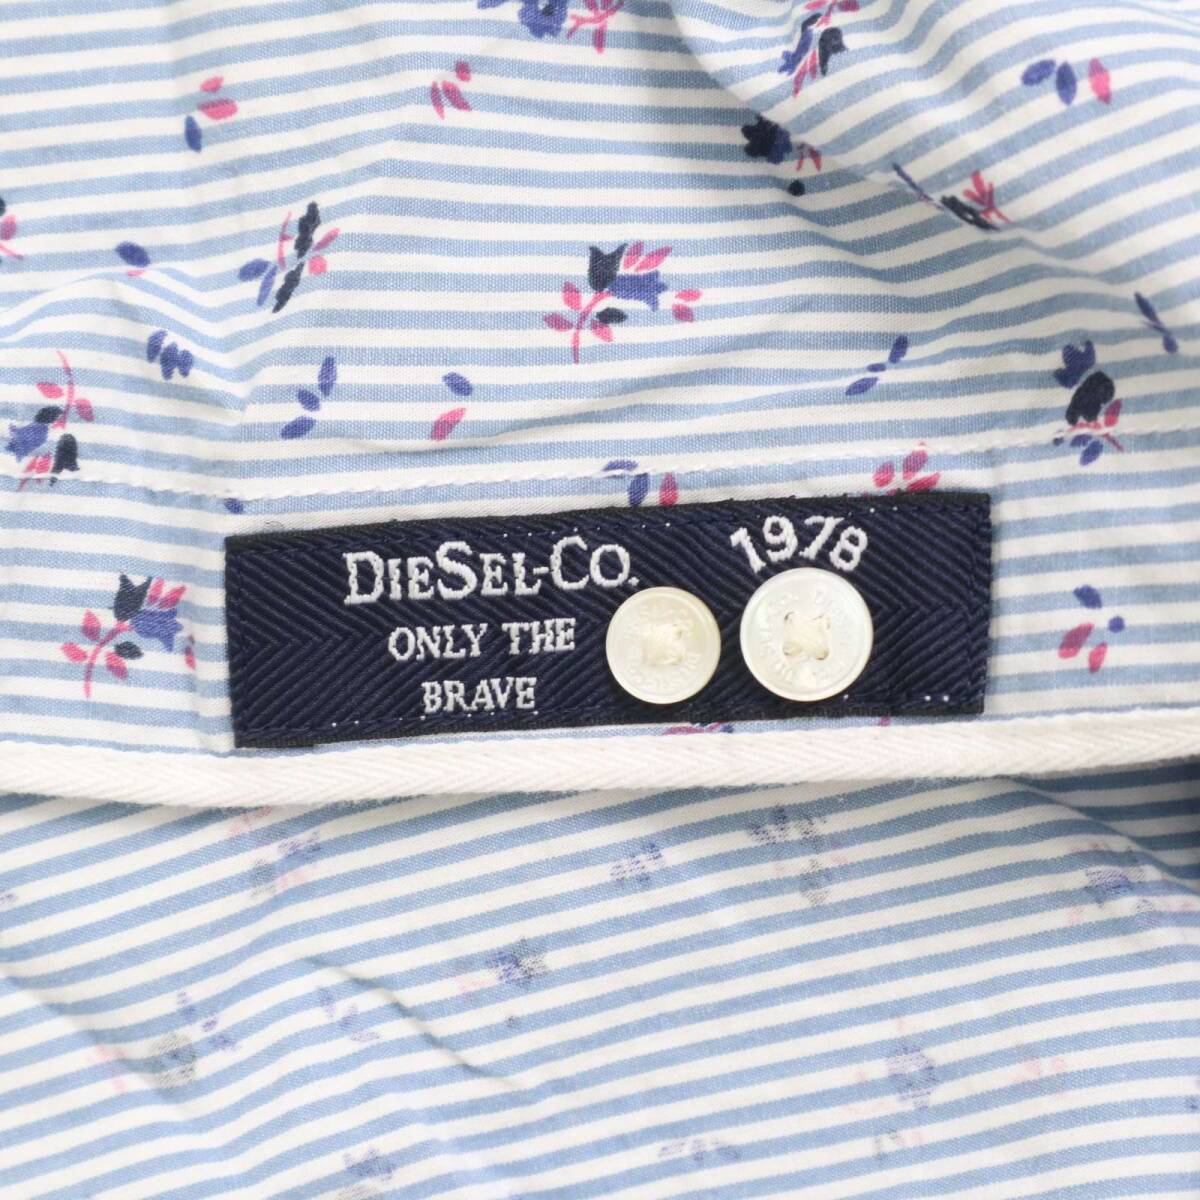 DIESEL-CO.
ONLY THE
BRAVE
1978